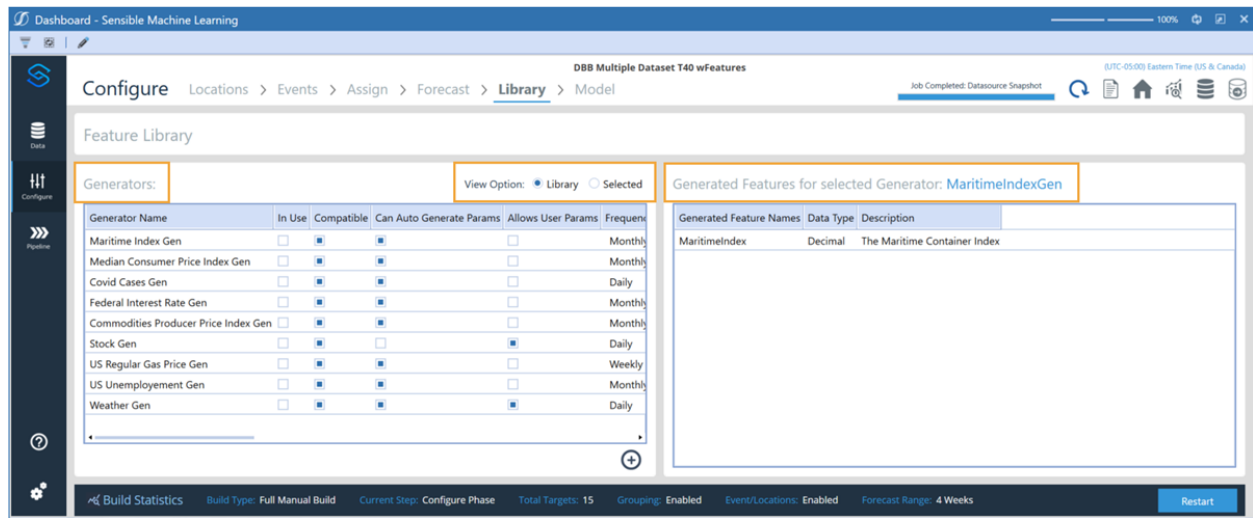 Dashboard - Sensible Machine Learning
100%
DBB Multiple Dataset T40 wFeatures
(UTC-05:00) Eastern Time (US & Canada)
Configure Locations > Events > Assign > Forecast > Library > Model
Job Completed: Datasource Snapshot
Data
Configure
Pipeline
Feature Library
Generators:
View Option: Library Selected
Generator Name In Use Compatible Can Auto Generate Params Allows User Params Frequen
Maritime Index Gen Monthly
Median Consumer Price Index Gen Monthly
Covid Cases Gen Daily
Federal Interest Rate Gen Monthly
Commodities Producer Price Index Gen Monthly
Stock Gen Daily
US Regular Gas Price Gen Weekly
US Unemployement Gen Monthly
Weather Gen Daily
Generated Features for selected Generator: MaritimeIndexGen
Generated Feature Names Data Type Description
MaritimeIndex Decimal The Maritime Container Index
Build Statistics Build Type: Full Manual Build Current Step: Configure Phase Total Targets: 15 Grouping: Enabled Event/Locations: Enabled Forecast Range: 4 Weeks Restart